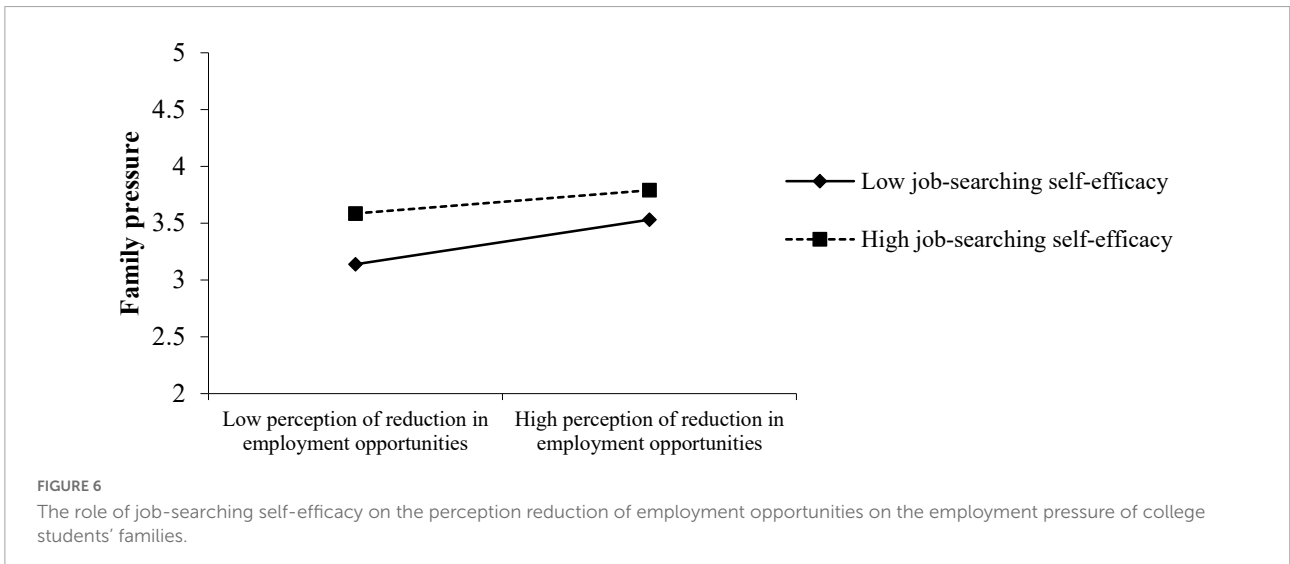 5
4.5
4
3.5
3
2.5
2
Family pressure
Low perception of reduction in
employment opportunities
High perception of reduction in
employment opportunities
Low job-searching self-efficacy
High job-searching self-efficacy
FIGURE 6
The role of job-searching self-efficacy on the perception reduction of employment opportunities on the employment pressure of college
students’ families.